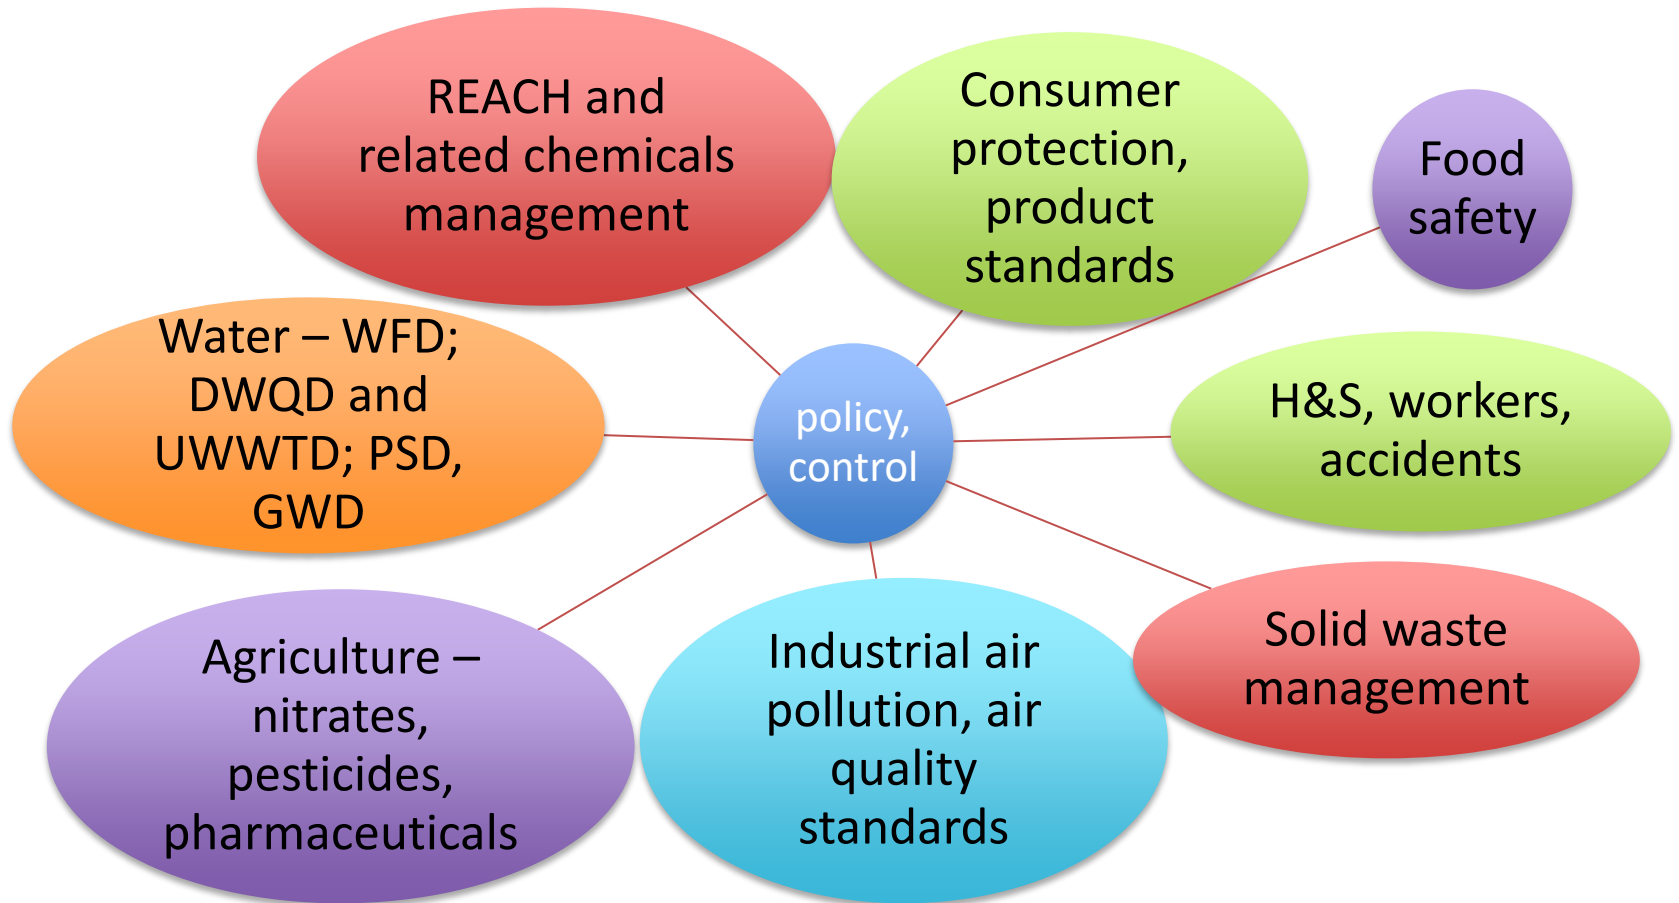 REACH and
related chemicals
management
Consumer
protection,
product
standards
Food
safety
Water – WFD;
DWQD and
UWWTD; PSD,
GWD
policy,
control
H&S, workers,
accidents
Agriculture –
nitrates,
pesticides,
pharmaceuticals
Industrial air
pollution, air
quality
standards
Solid waste
management